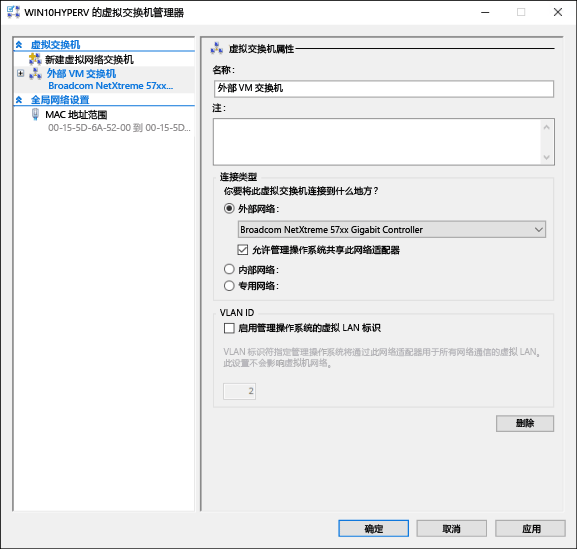 WIN10HYPERV 的虚拟交换机管理器
虚拟交换机
新建虚拟网络交换机
外部 VM 交换机
Broadcom NetXtreme 57xx...
全局网络设置
MAC 地址范围
00-15-5D-6A-52-00 到 00-15-5D...
虚拟交换机属性
名称：
外部 VM 交换机
注：
连接类型
你要将此虚拟交换机连接到什么地方？
外部网络：
Broadcom NetXtreme 57xx Gigabit Controller
允许管理操作系统共享此网络适配器
内部网络：
专用网络：
VLAN ID
启用管理操作系统的虚拟 LAN 标识
VLAN 标识符指定管理操作系统将通过此网络适配器用于所有网络通信的虚拟 LAN。
此设置不会影响虚拟机网络。
2
删除
确定
取消
应用